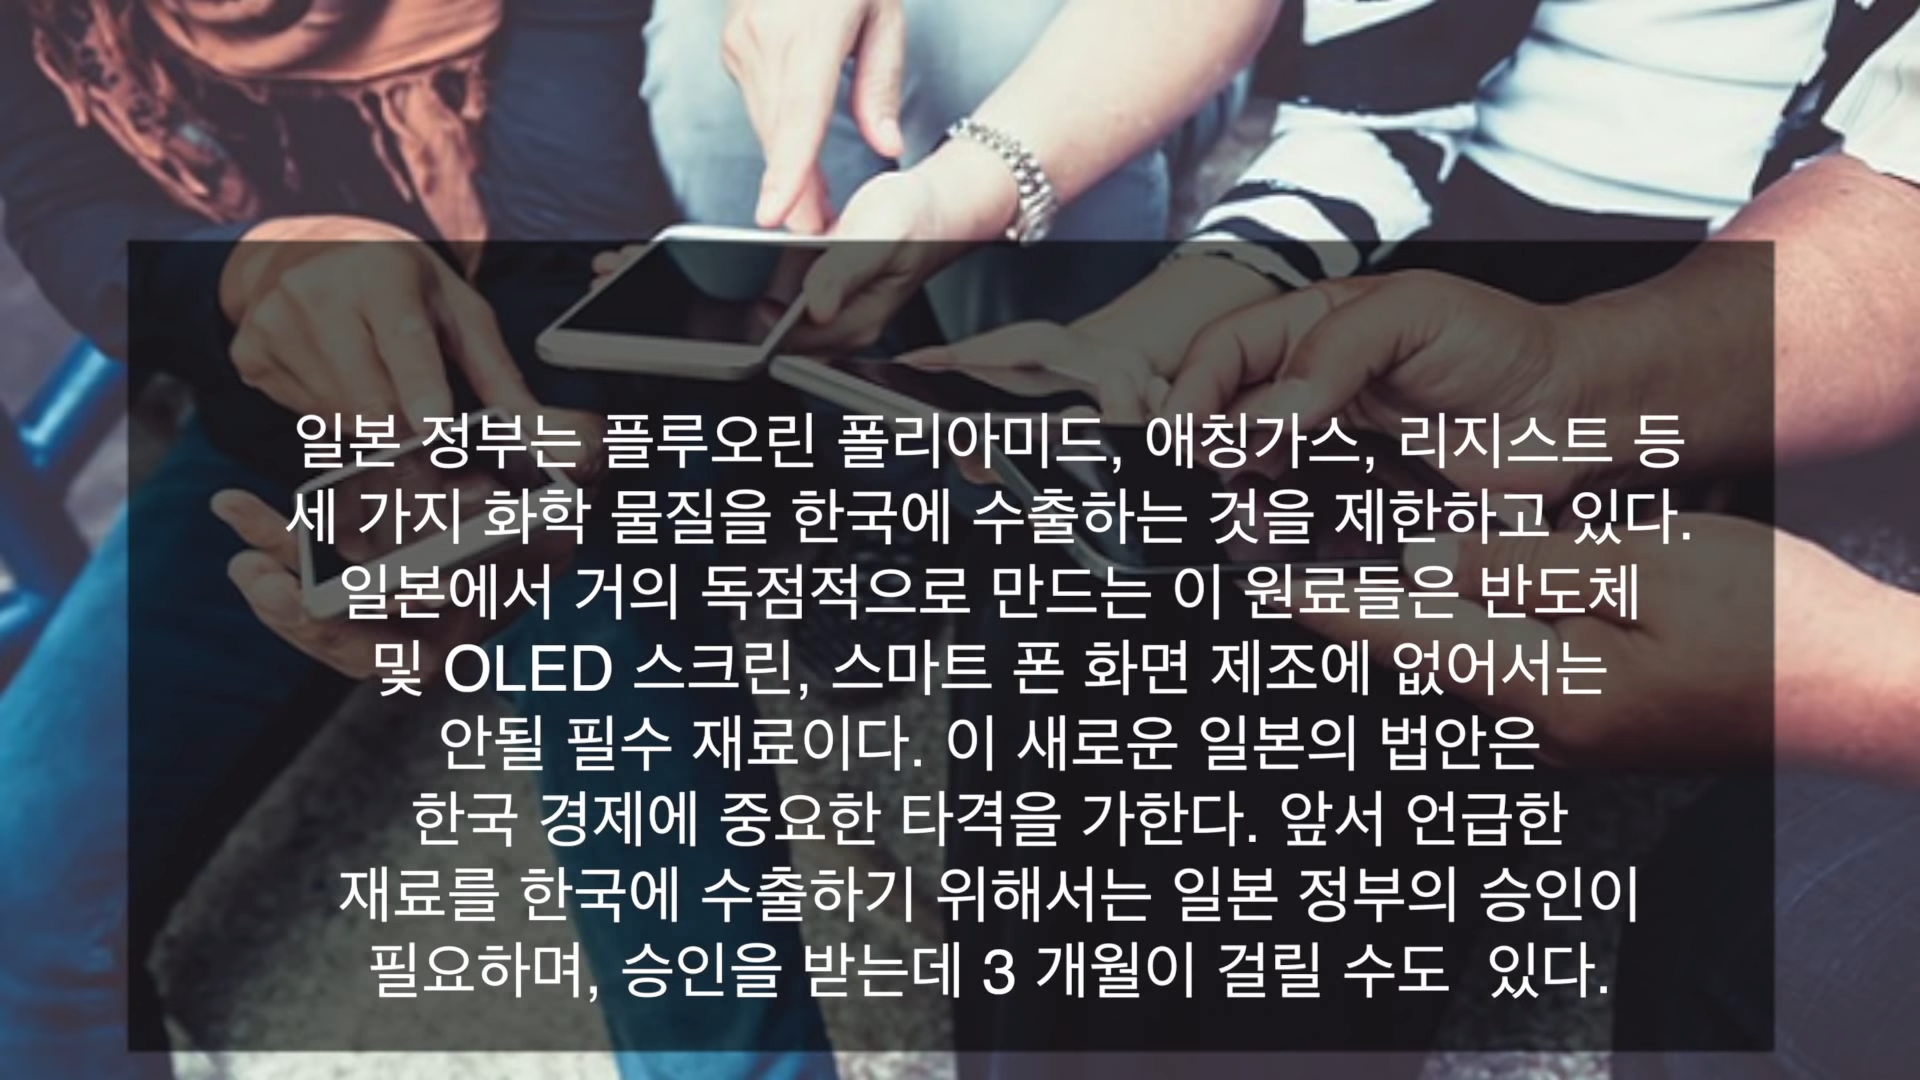 일본 정부는 플루오린 폴리아미드, 애칭가스, 리지스트 등
세 가지 화학 물질을 한국에 수출하는 것을 제한하고 있다.
일본에서 거의 독점적으로 만드는 이 원료들은 반도체
및 OLED 스크린, 스마트 폰 화면 제조에 없어서는
안될 필수 재료이다. 이 새로운 일본의 법안은
한국 경제에 중요한 타격을 가한다. 앞서 언급한
재료를 한국에 수출하기 위해서는 일본 정부의 승인이
필요하며, 승인을 받는데 3 개월이 걸릴 수도  있다.